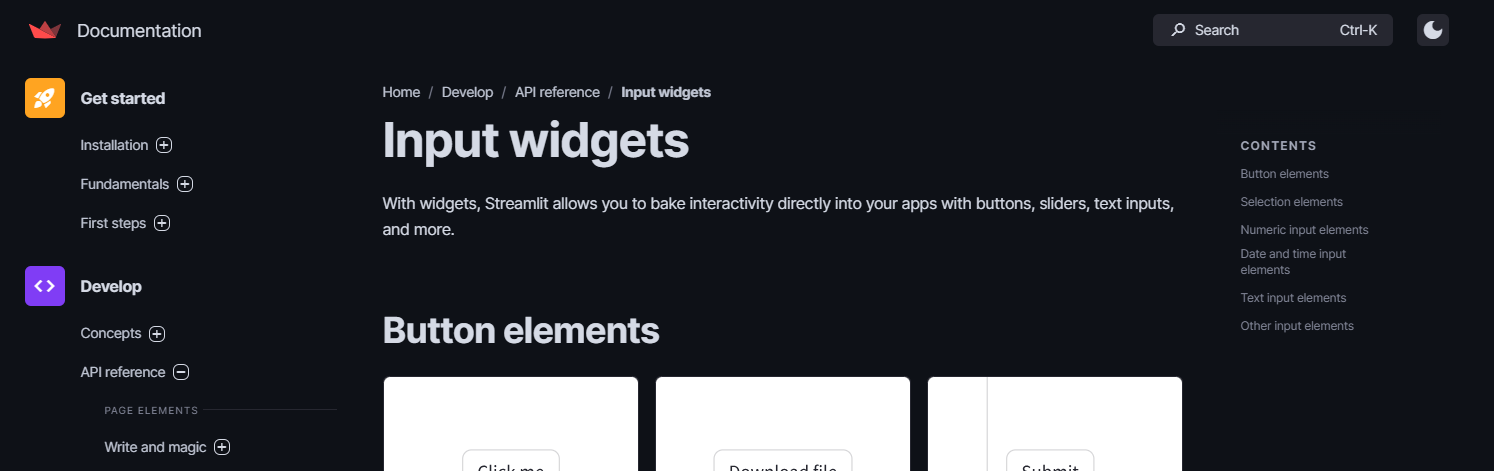 Documentation
Search
Ctrl-K
Get started
Installation
Fundamentals
First steps
Develop
Concepts
API reference
PAGE ELEMENTS
Write and magic
Home / Develop / API reference / Input widgets
Input widgets
With widgets, Streamlit allows you to bake interactivity directly into your apps with buttons, sliders, text inputs,
and more.
Button elements
Click me
Download file
Submit
CONTENTS
Button elements
Selection elements
Numeric input elements
Date and time input
elements
Text input elements
Other input elements